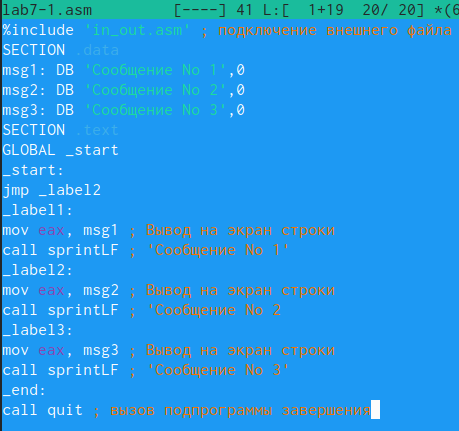 lab7-1.asm [----] 41 L:[ 1+19 20/ 20] *(6
%include 'in_out.asm' ; подключение внешнего файла
SECTION .data
msg1: DB 'Сообщение No 1',0
msg2: DB 'Сообщение No 2',0
msg3: DB 'Сообщение No 3',0
SECTION .text
GLOBAL _start
_start:
jmp _label2
_label1:
mov eax, msg1 ; Вывод на экран строки
call sprintLF ; 'Сообщение No 1'
_label2:
mov eax, msg2 ; Вывод на экран строки
call sprintLF ; 'Сообщение No 2
_label3:
mov eax, msg3 ; Вывод на экран строки
call sprintLF ; 'Сообщение No 3'
_end:
call quit ; вызов подпрограммы завершения